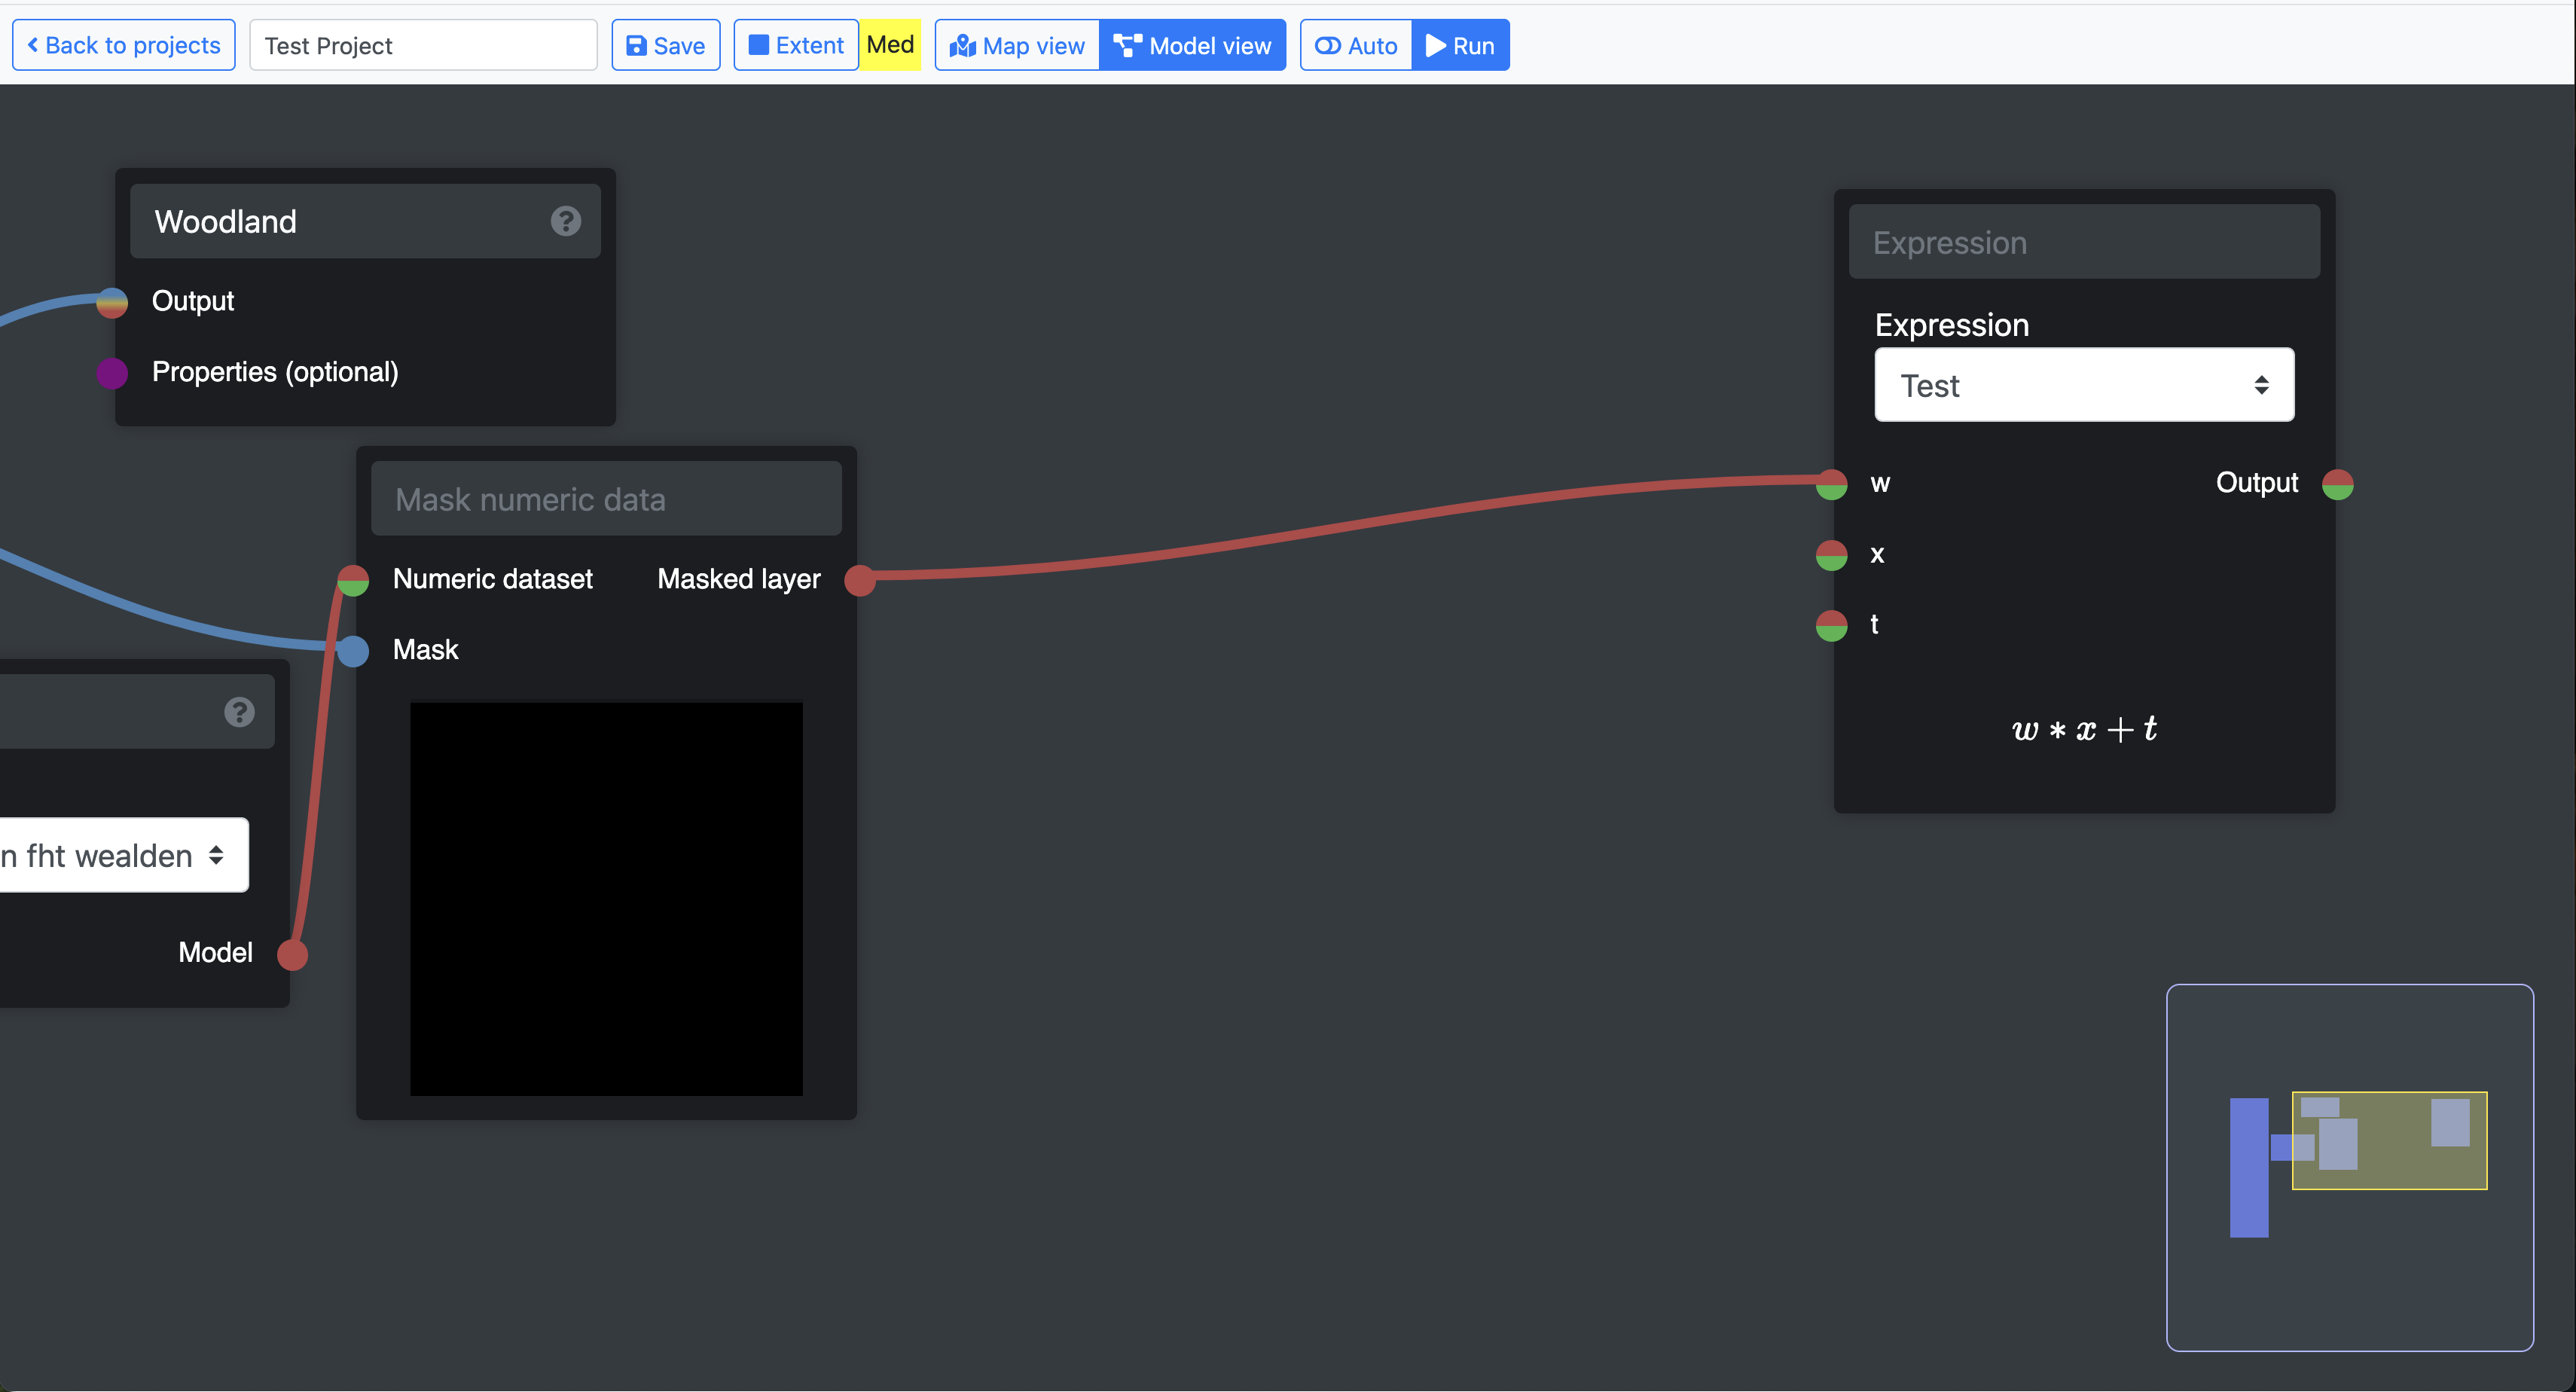 Back to projects
Test Project
Save
Extent
Med
Map view
Model view
Auto
Run
Woodland
?
Output
Properties (optional)
Mask numeric data
Numeric dataset
Masked layer
Mask
?
n fht wealden
Model
Expression
Expression
Test
w
Output
x
t
w * x + t